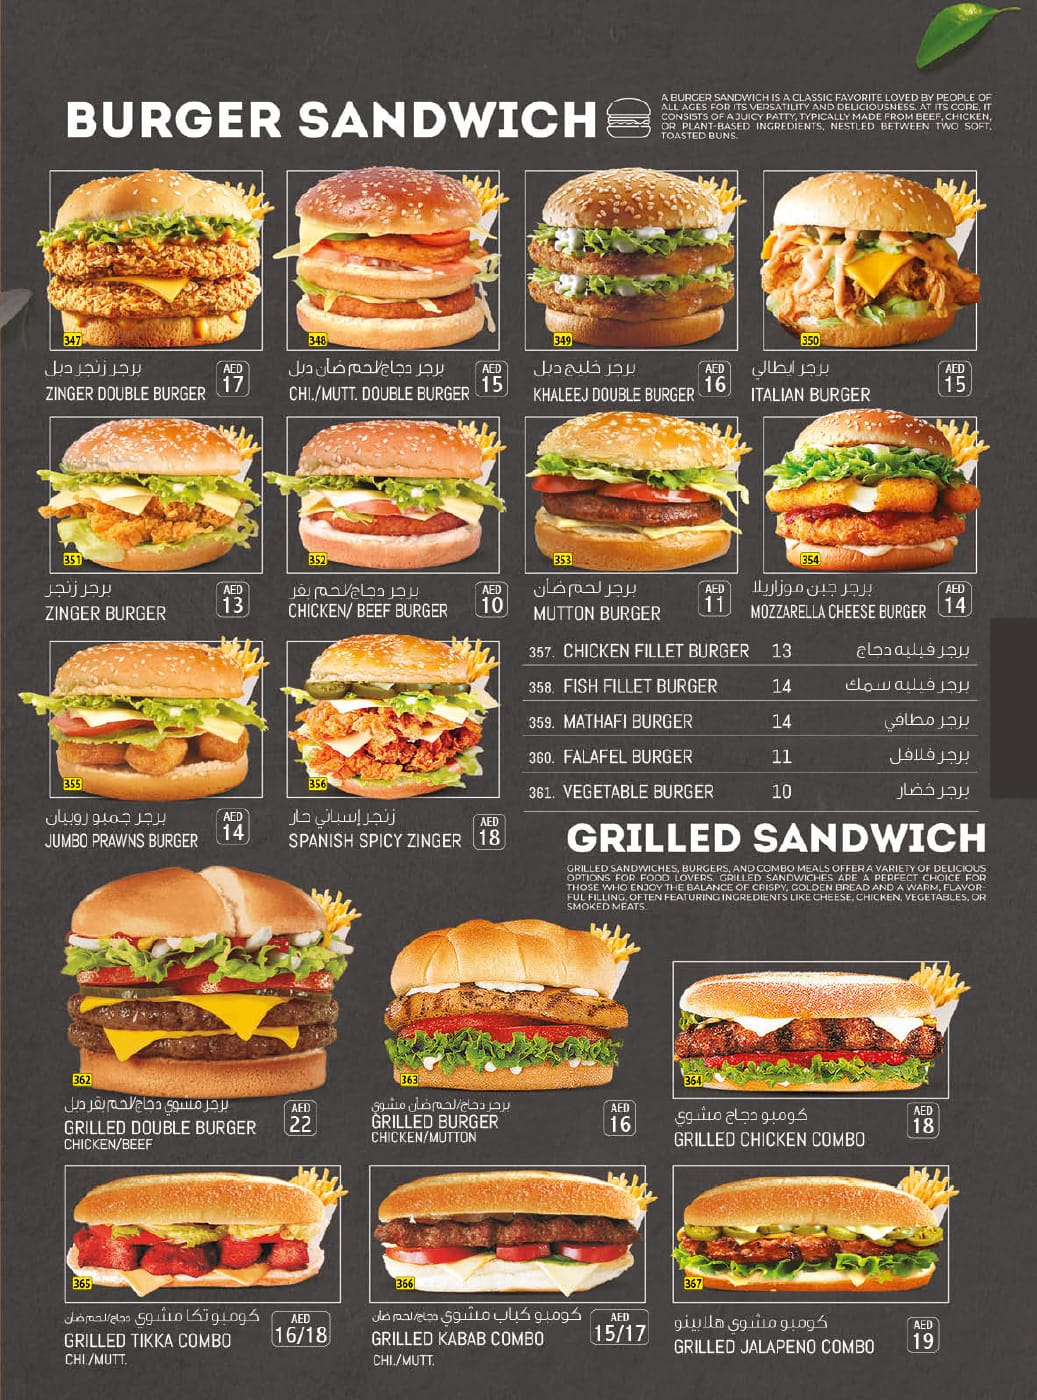 BURGER SANDWICH
A BURGER SANDWICH IS A CLASSIC FAVORITE LOVED BY PEOPLE OF
ALL AGES FOR ITS VERSATILITY AND DELICIOUSNESS. AT ITS CORE, IT
CONSISTS OF A JUICY PATTY, TYPICALLY MADE FROM BEEF, CHICKEN,
OR PLANT-BASED INGREDIENTS, NESTLED BETWEEN TWO SOFT,
TOASTED BUNS.
347
برجر زنجر دبل
ZINGER DOUBLE BURGER
AED
17
348
برجر دجاج/لحم ضأن دبل
CHI./MUTT. DOUBLE BURGER
AED
15
349
برجر خليج دبل
KHALEEJ DOUBLE BURGER
AED
16
350
برجر ايطالي
ITALIAN BURGER
AED
15
351
برجر زنجر
ZINGER BURGER
AED
13
352
برجر دجاج/لحم بقر
CHICKEN/ BEEF BURGER
AED
10
353
برجر لحم ضأن
MUTTON BURGER
AED
11
354
برجر جبن موزاريلا
MOZZARELLA CHEESE BURGER
AED
14
355
برجر جمبو روبيان
JUMBO PRAWNS BURGER
AED
14
356
زنجر إسباني حار
SPANISH SPICY ZINGER
AED
18
357. CHICKEN FILLET BURGER 13 برجر فيليه دجاج
358. FISH FILLET BURGER 14 برجر فيليه سمك
359. MATHAFI BURGER 14 برجر مطافي
360. FALAFEL BURGER 11 برجر فلافل
361. VEGETABLE BURGER 10 برجر خضار
GRILLED SANDWICH
GRILLED SANDWICHES, BURGERS, AND COMBO MEALS OFFER A VARIETY OF DELICIOUS
OPTIONS FOR FOOD LOVERS. GRILLED SANDWICHES ARE A PERFECT CHOICE FOR
THOSE WHO ENJOY THE BALANCE OF CRISPY, GOLDEN BREAD AND A WARM, FLAVOR-
FUL FILLING, OFTEN FEATURING INGREDIENTS LIKE CHEESE, CHICKEN, VEGETABLES, OR
SMOKED MEATS.
362
برجر مشوي دجاج/لحم بقر دبل
GRILLED DOUBLE BURGER
CHICKEN/BEEF
AED
22
363
برجر دجاج/لحم ضأن مشوي
GRILLED BURGER
CHICKEN/MUTTON
AED
16
364
كومبو دجاج مشوي
GRILLED CHICKEN COMBO
AED
18
365
كومبو تكا مشوي دجاج/لحم ضأن
GRILLED TIKKA COMBO
CHI./MUTT.
AED
16/18
366
كومبو كباب مشوي دجاج/لحم ضأن
GRILLED KABAB COMBO
CHI./MUTT.
AED
15/17
367
كومبو مشوي هلابينو
GRILLED JALAPENO COMBO
AED
19